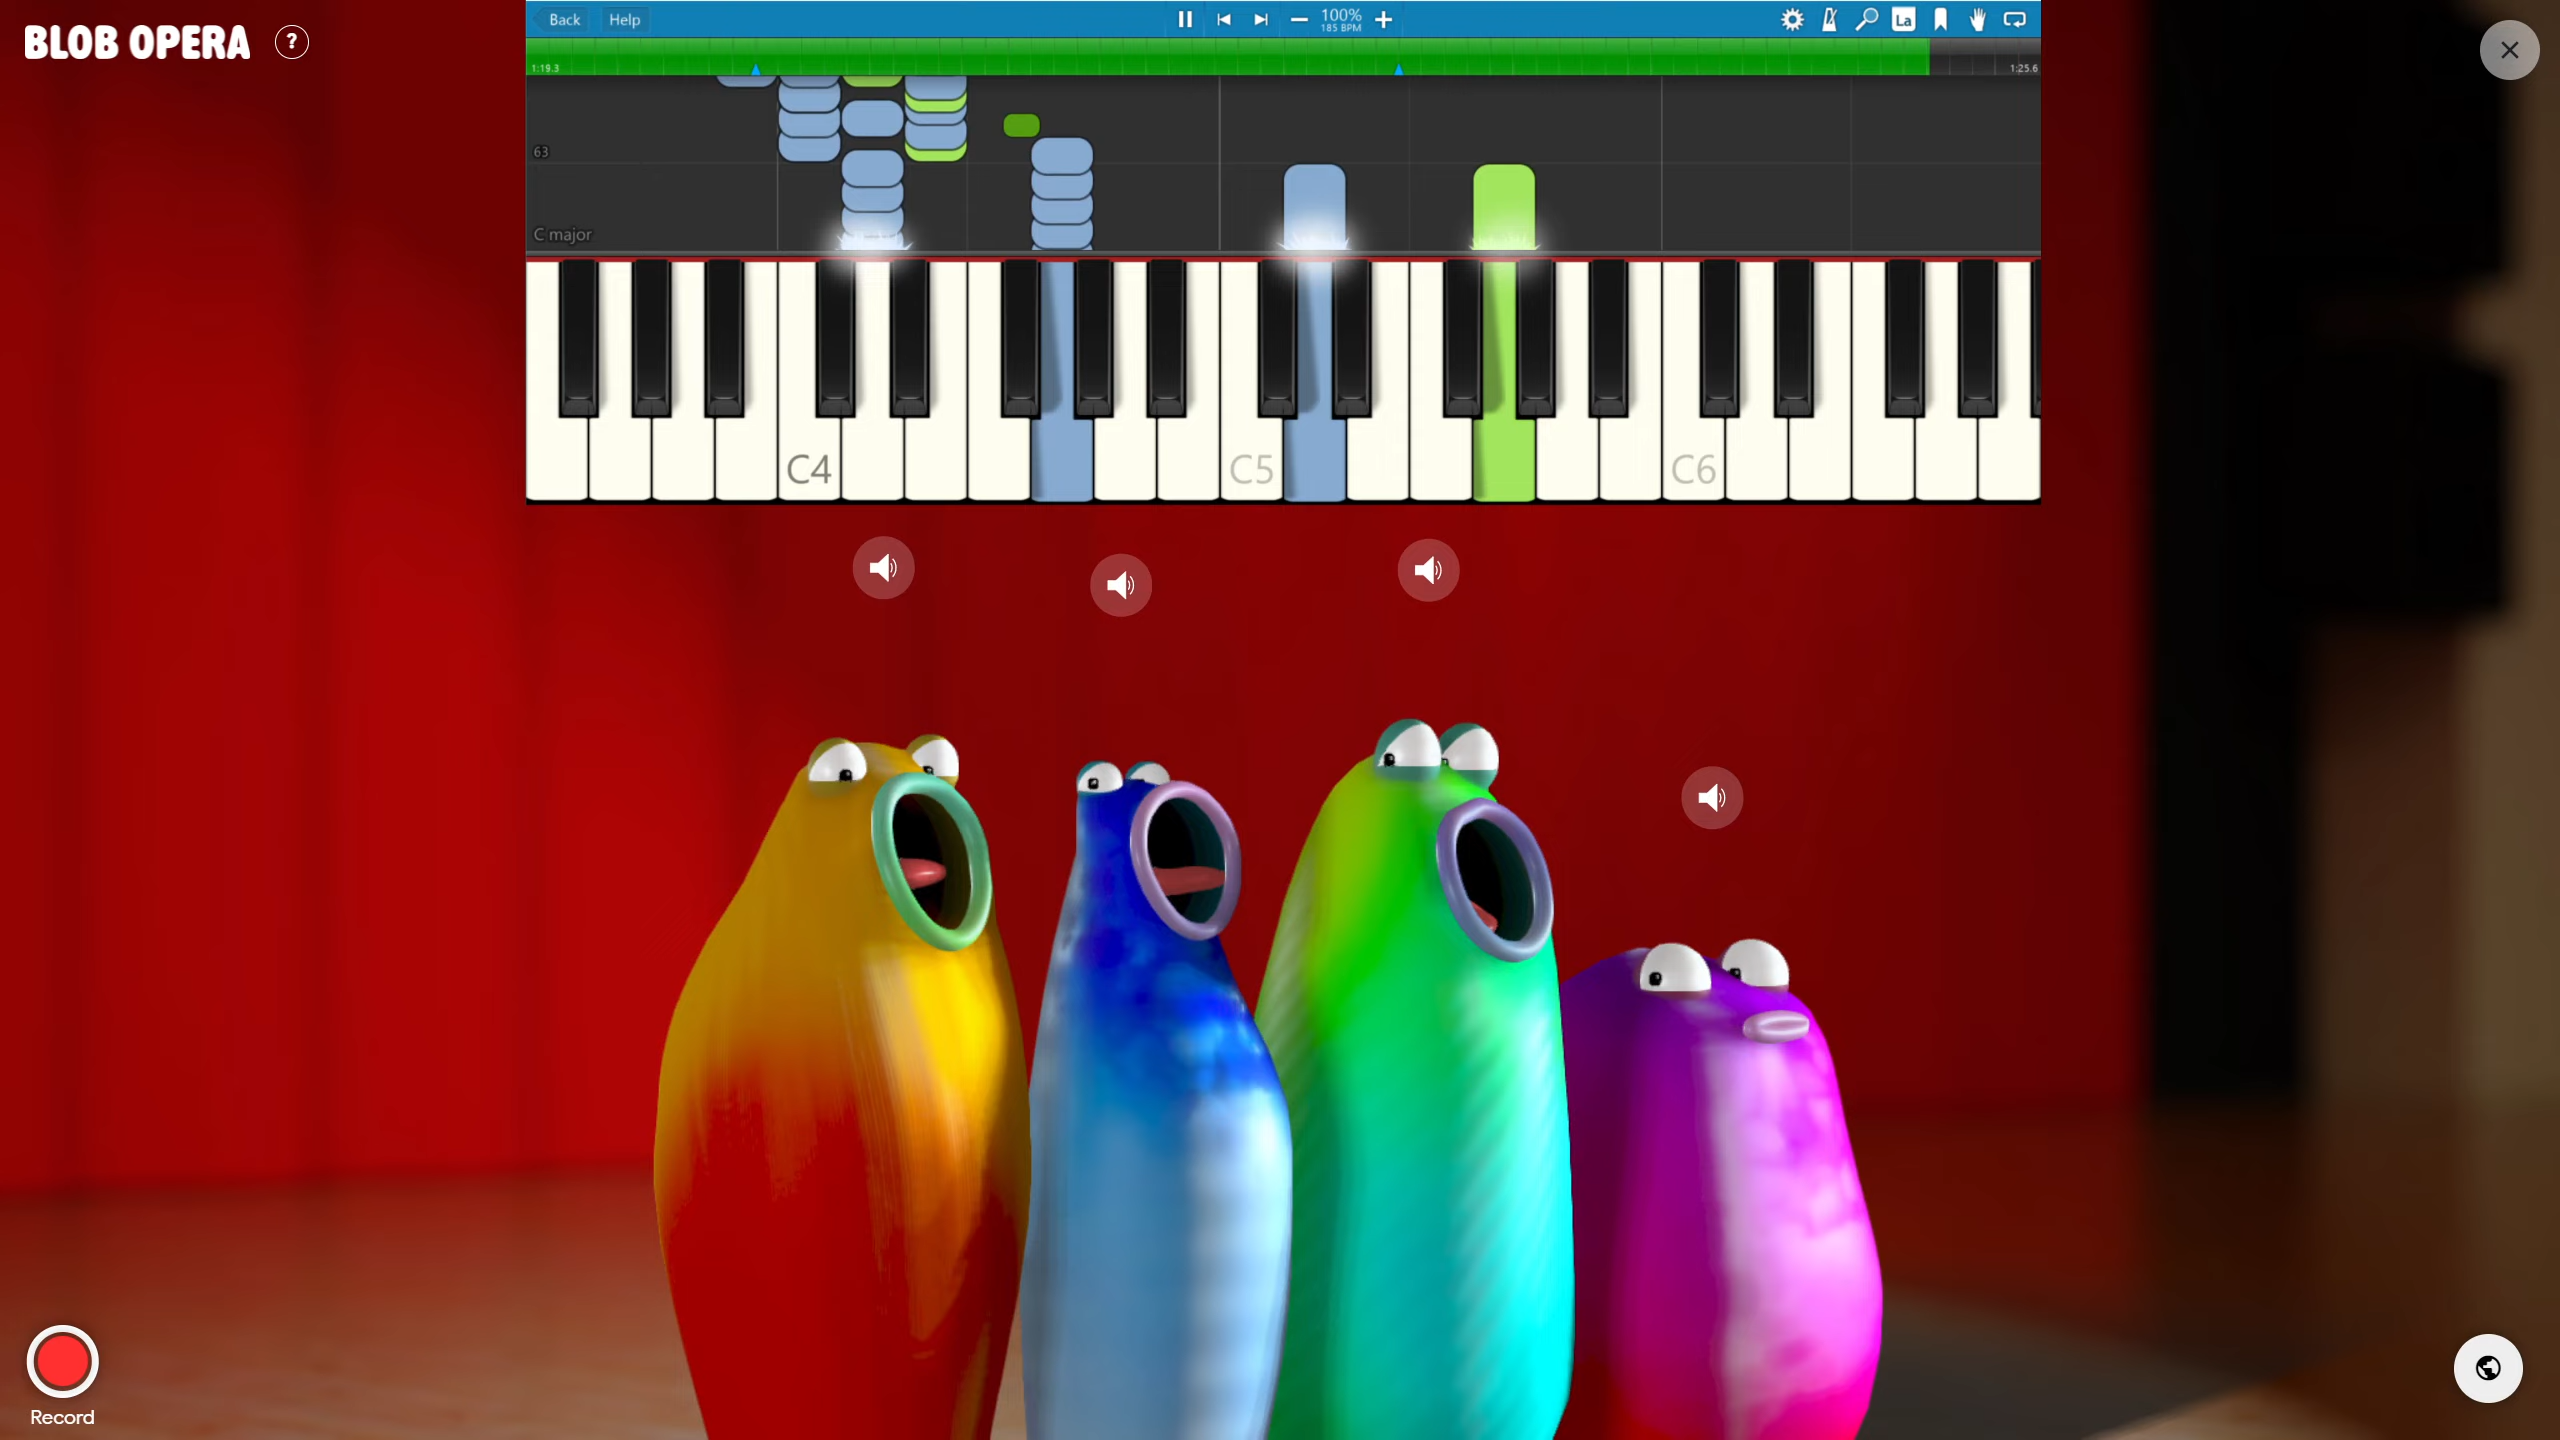 BLOB OPERA ?
Back Help
100%
185 BPM
La
1:19.3
1:25.6
63
C major
C4
C5
C6
Record